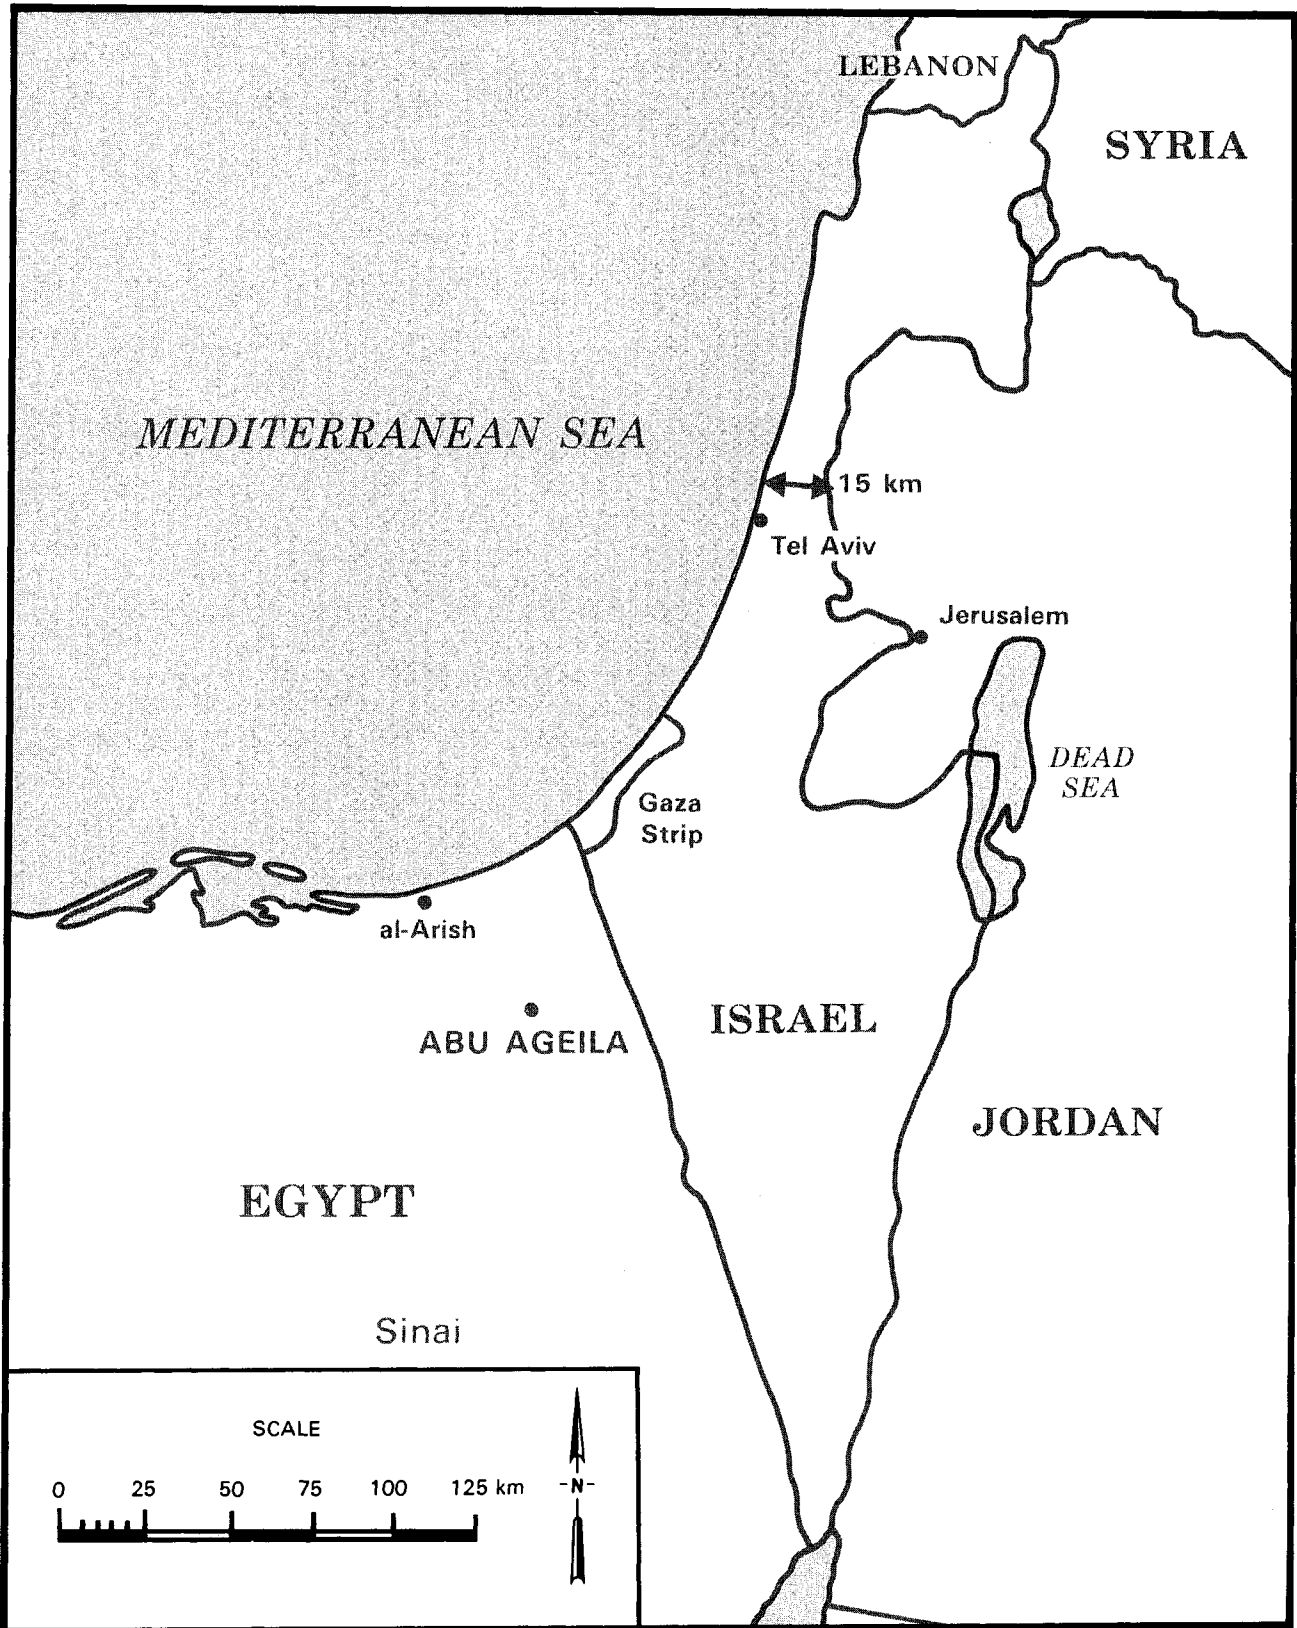 LEBANON
SYRIA
MEDITERRANEAN SEA
15 km
Tel Aviv
Jerusalem
DEAD
SEA
Gaza
Strip
al-Arish
ISRAEL
ABU AGEILA
JORDAN
EGYPT
Sinai
SCALE
0 25 50 75 100 125 km
-N-